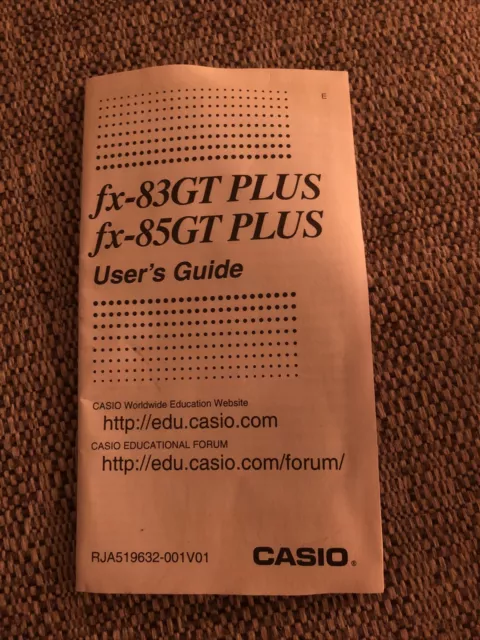 E
fx-83GT PLUS
fx-85GT PLUS
User's Guide
CASIO Worldwide Education Website
http://edu.casio.com
CASIO EDUCATIONAL FORUM
http://edu.casio.com/forum/
RJA519632-001V01
CASIO®